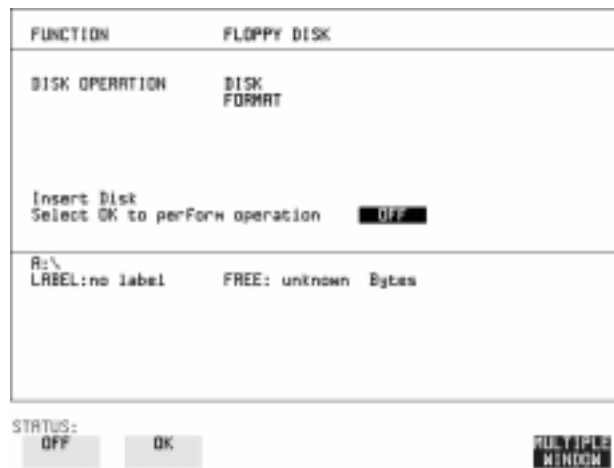 FUNCTION FLOPPY DISK
DISK OPERATION DISK
FORMAT
Insert Disk
Select OK to perform operation OFF
A:\
LABEL:no label FREE: unknown Bytes
STATUS:
OFF OK MULTIPLE
WINDOW